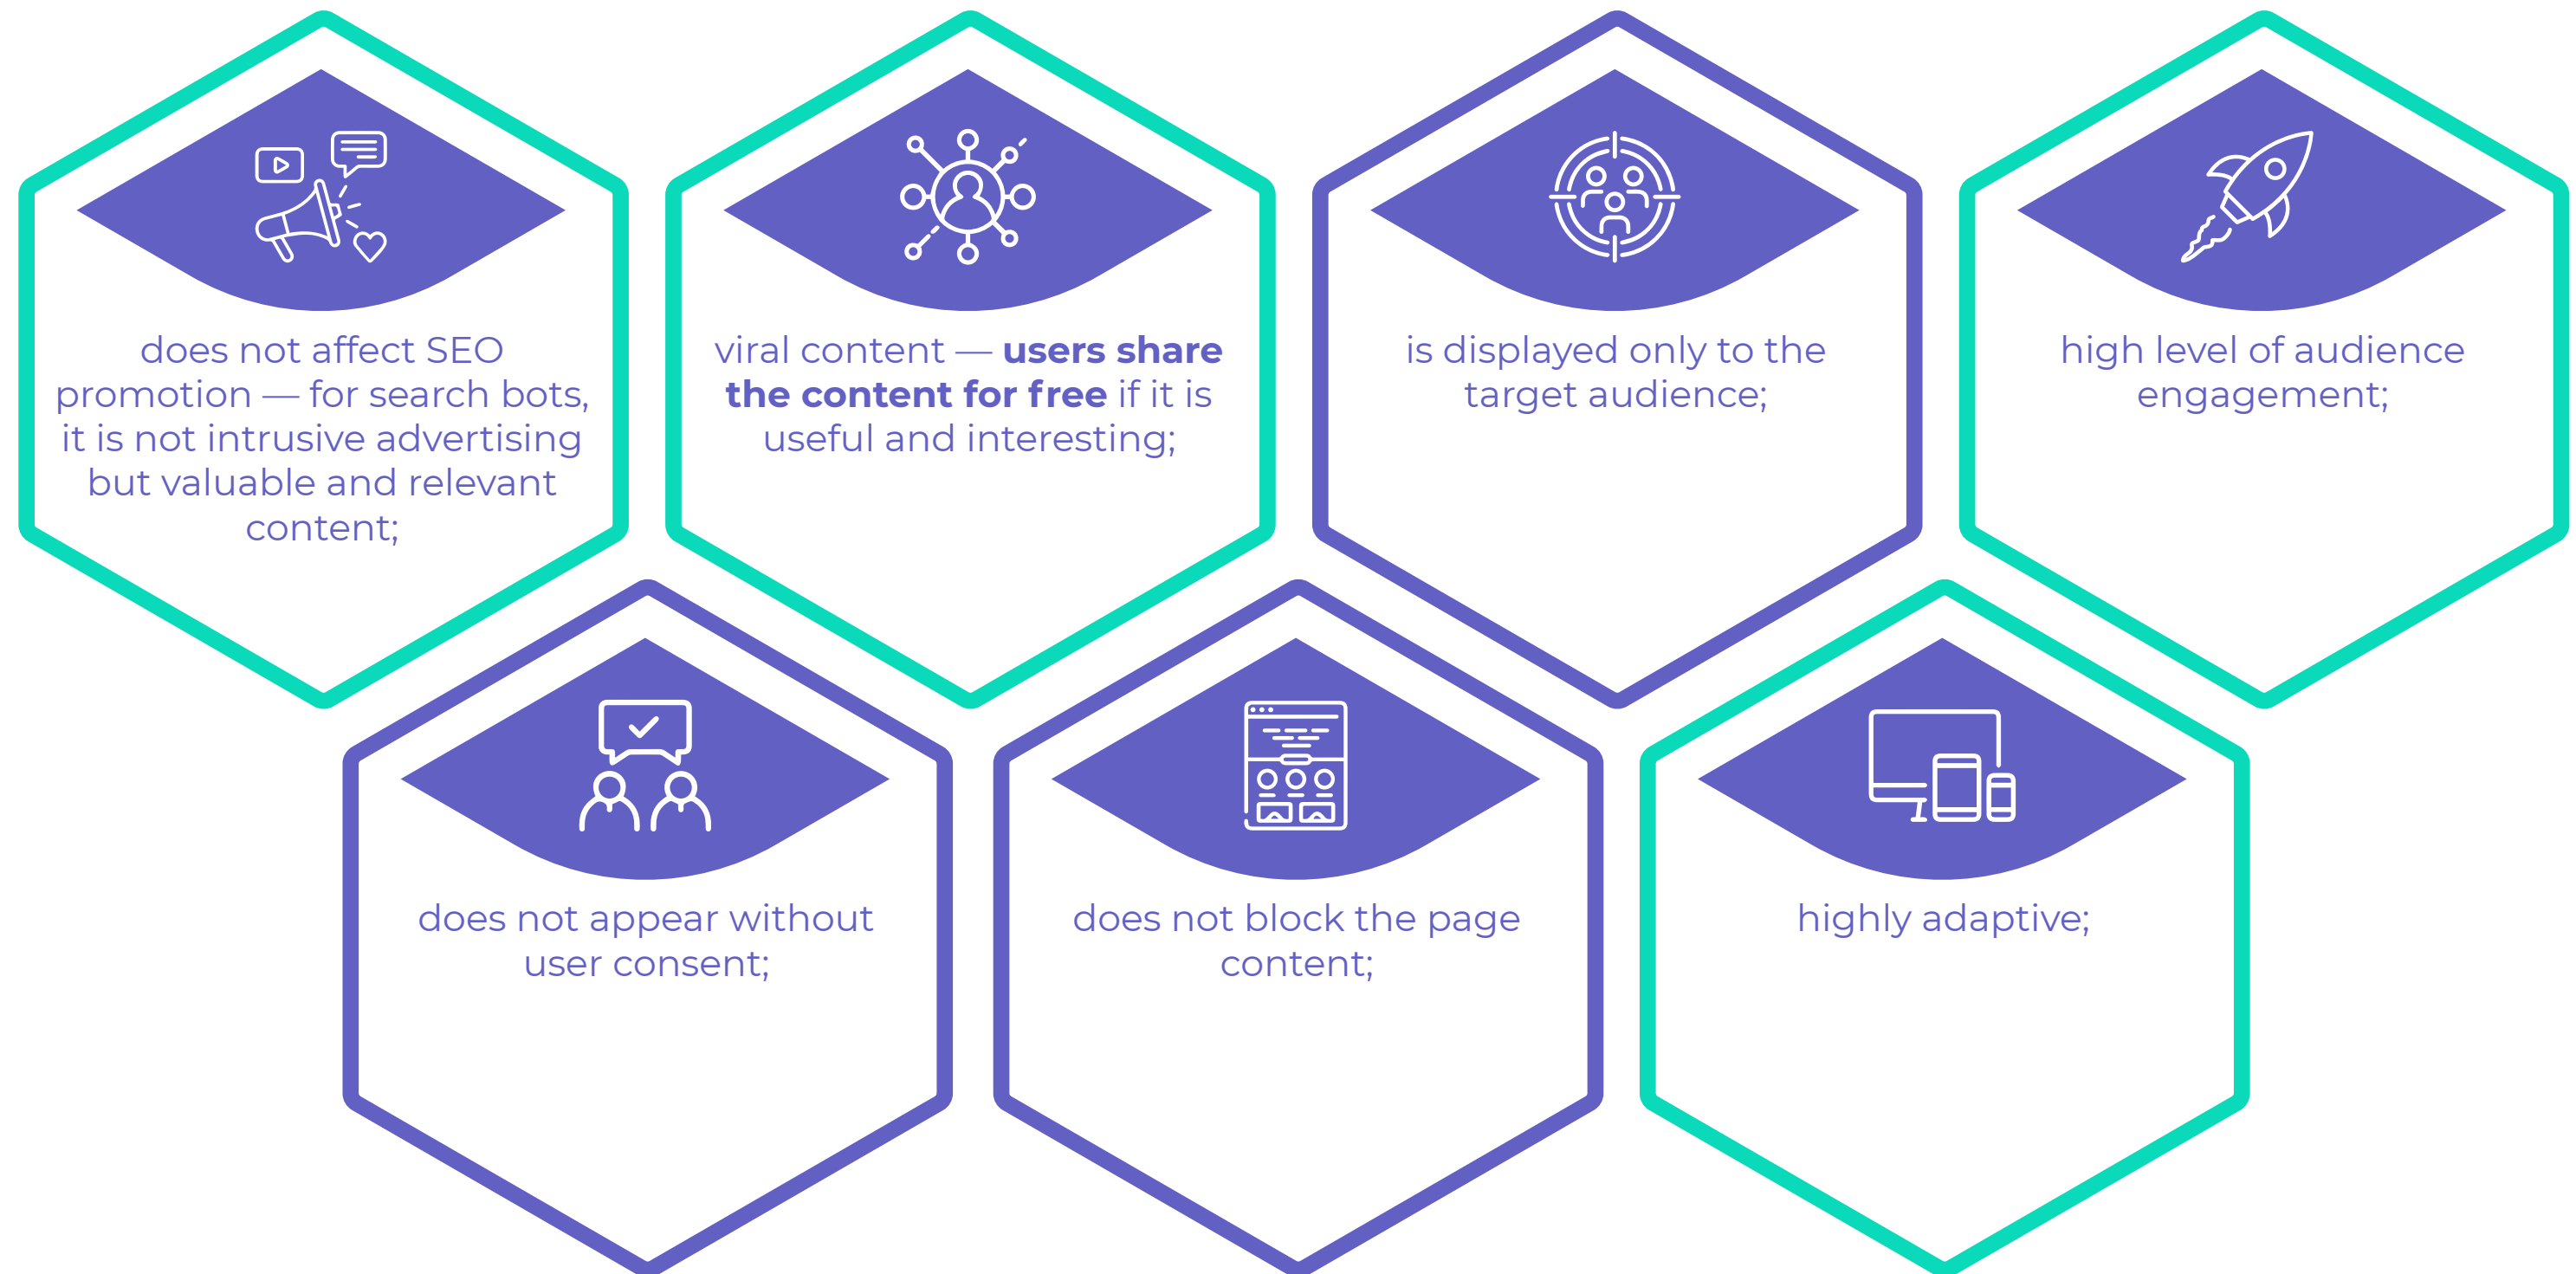 does not affect SEO
promotion — for search bots,
it is not intrusive advertising
but valuable and relevant
content;
viral content — users share
the content for free if it is
useful and interesting;
is displayed only to the
target audience;
high level of audience
engagement;
does not appear without
user consent;
does not block the page
content;
highly adaptive;